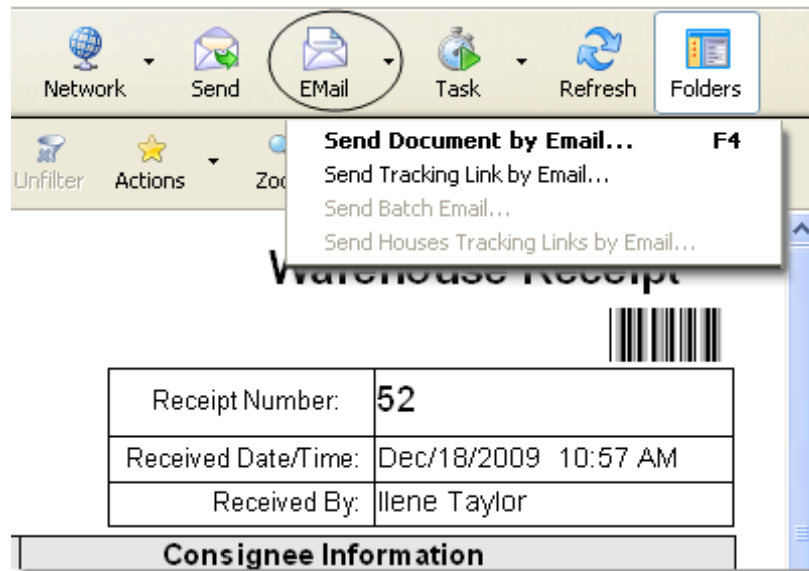 Network Send EMail Task Refresh Folders
Unfilter Actions
Send Document by Email... F4
Send Tracking Link by Email...
Send Batch Email...
Send Houses Tracking Links by Email...
Warehouse Receipt
Receipt Number: 52
Received Date/Time: Dec/18/2009 10:57 AM
Received By: Ilene Taylor
Consignee Information